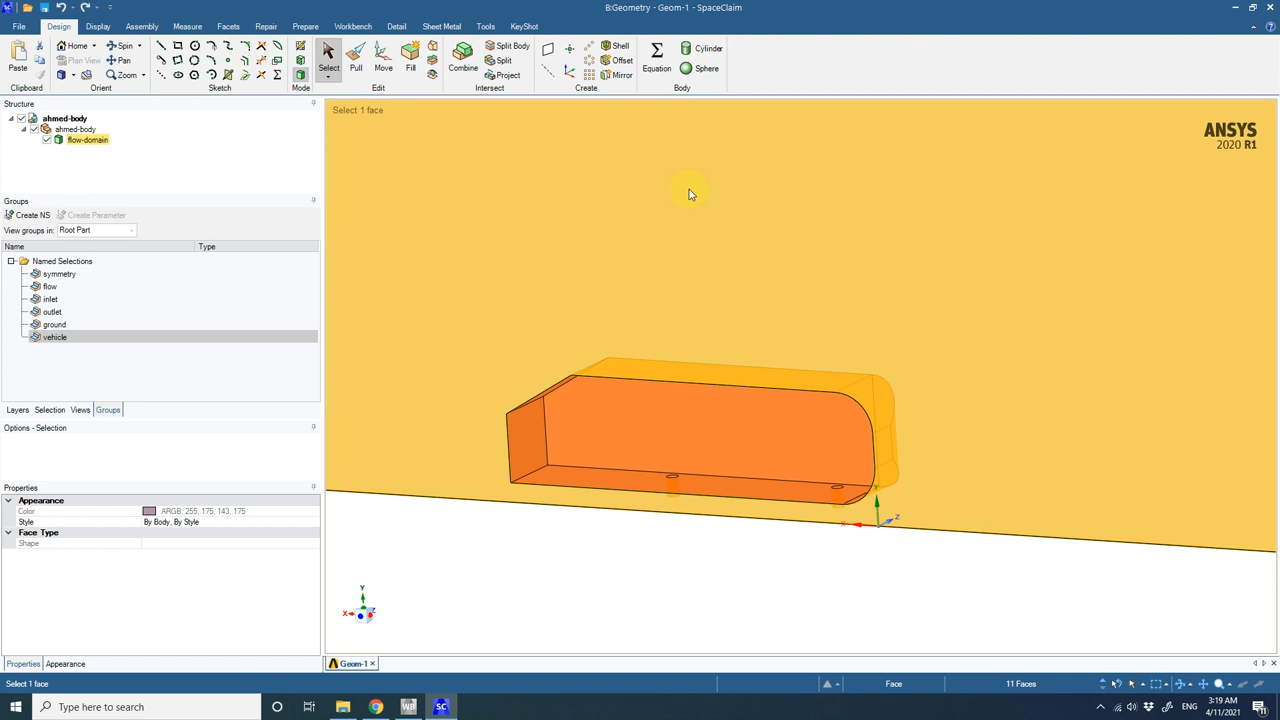 B:Geometry - Geom-1 - SpaceClaim
File Design Display Assembly Measure Facets Repair Prepare Workbench Detail Sheet Metal Tools KeyShot
Paste
Home Spin
Plan View Pan
Zoom
Select Pull Move Fill
Combine
Split Body
Split
Project
Shell
Offset
Mirror
Equation
Cylinder
Sphere
Clipboard Orient Sketch Mode Edit Intersect Create Body
Structure
ahmed-body
ahmed-body
flow-domain
Groups
Create NS Create Parameter
View groups in: Root Part
Name Type
Named Selections
symmetry
flow
inlet
outlet
ground
vehicle
Layers Selection Views Groups
Options - Selection
Properties
Appearance
Color ARGB: 255, 175, 143, 175
Style By Body, By Style
Face Type
Shape
Properties Appearance
Select 1 face
ANSYS
2020 R1
Y
X Z
Y
X Z
Geom-1
Select 1 face Face 11 Faces
Type here to search
WB SC
ENG
3:19 AM
4/11/2021